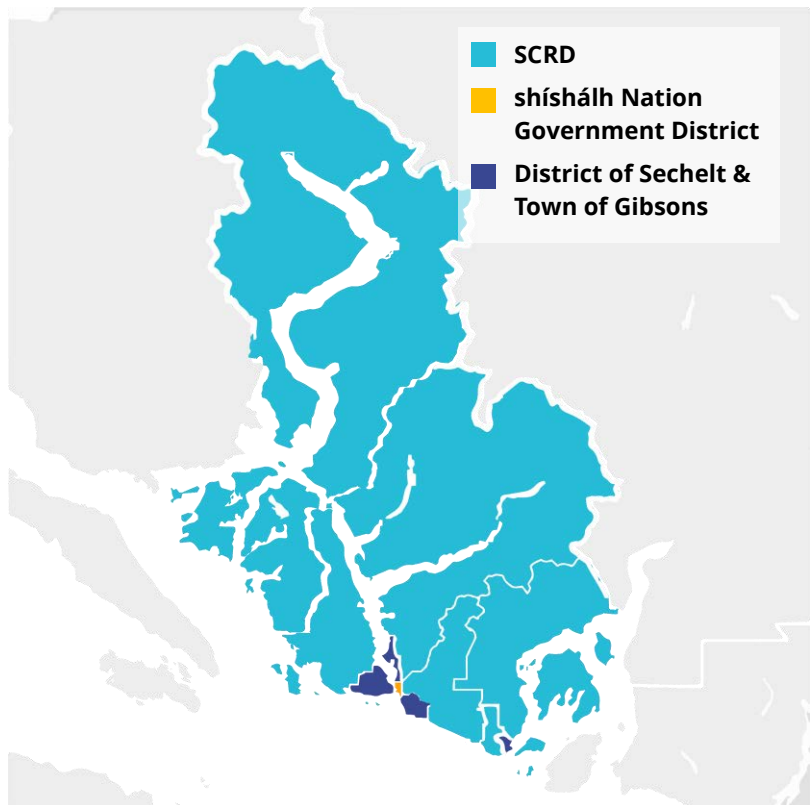 SCRD
shíshálh Nation
Government District
District of Sechelt &
Town of Gibsons